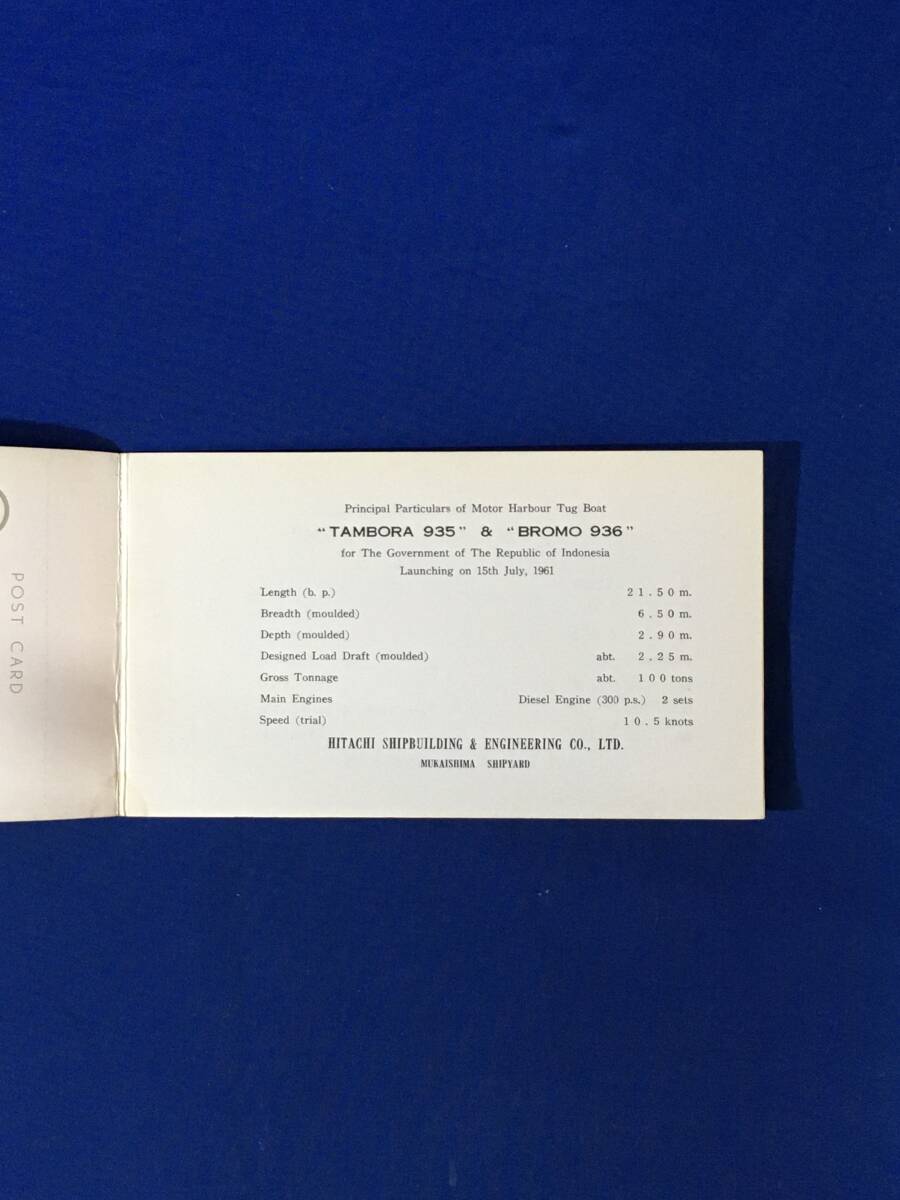 POST CARD
Principal Particulars of Motor Harbour Tug Boat
"TAMBORA 935" & "BROMO 936"
for The Government of The Republic of Indonesia
Launching on 15th July, 1961
Length (b. p.) 21.50 m.
Breadth (moulded) 6.50 m.
Depth (moulded) 2.90 m.
Designed Load Draft (moulded) abt. 2.25 m.
Gross Tonnage abt. 100 tons
Main Engines Diesel Engine (300 p.s.) 2 sets
Speed (trial) 10.5 knots
HITACHI SHIPBUILDING & ENGINEERING CO., LTD.
MUKAISHIMA SHIPYARD